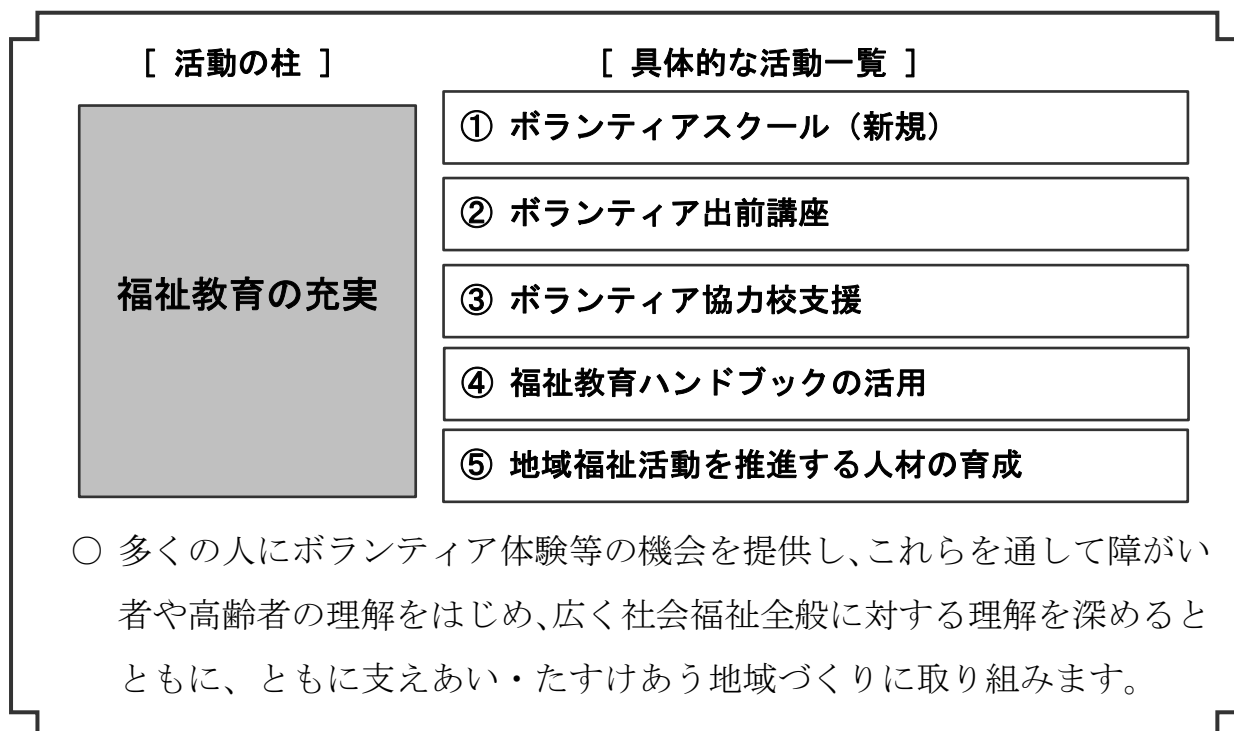 [ 活動の柱 ]
[ 具体的な活動一覧 ]
福祉教育の充実
① ボランティアスクール（新規）
② ボランティア出前講座
③ ボランティア協力校支援
④ 福祉教育ハンドブックの活用
⑤ 地域福祉活動を推進する人材の育成
○ 多くの人にボランティア体験等の機会を提供し、これらを通して障がい
者や高齢者の理解をはじめ、広く社会福祉全般に対する理解を深めると
ともに、ともに支えあい・たすけあう地域づくりに取り組みます。